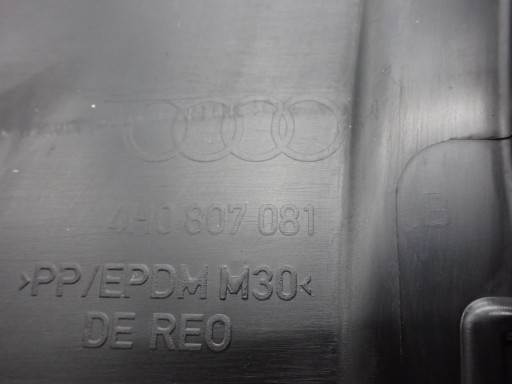 4H0 807 081
>PP/EPDM M30<
DE REO